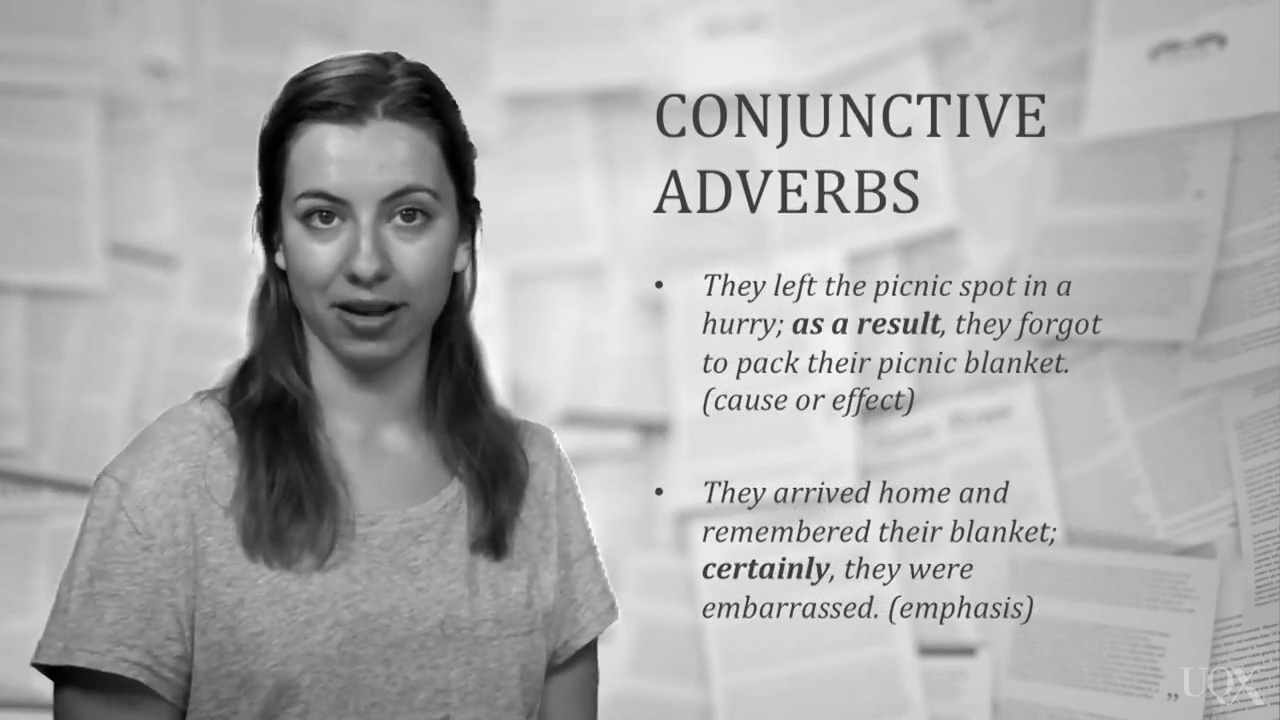 CONJUNCTIVE
ADVERBS
• They left the picnic spot in a
hurry; as a result, they forgot
to pack their picnic blanket.
(cause or effect)
• They arrived home and
remembered their blanket;
certainly, they were
embarrassed. (emphasis)
UQX